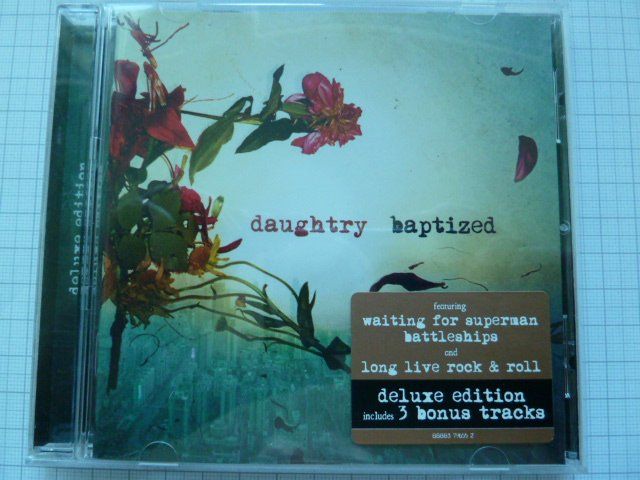 deluxe edition
daughtry baptized
featuring
waiting for superman
battleships
and
long live rock & roll
deluxe edition
includes 3 bonus tracks